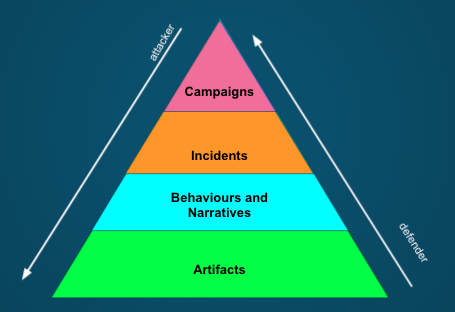 attacker
Campaigns
Incidents
Behaviours and
Narratives
defender
Artifacts